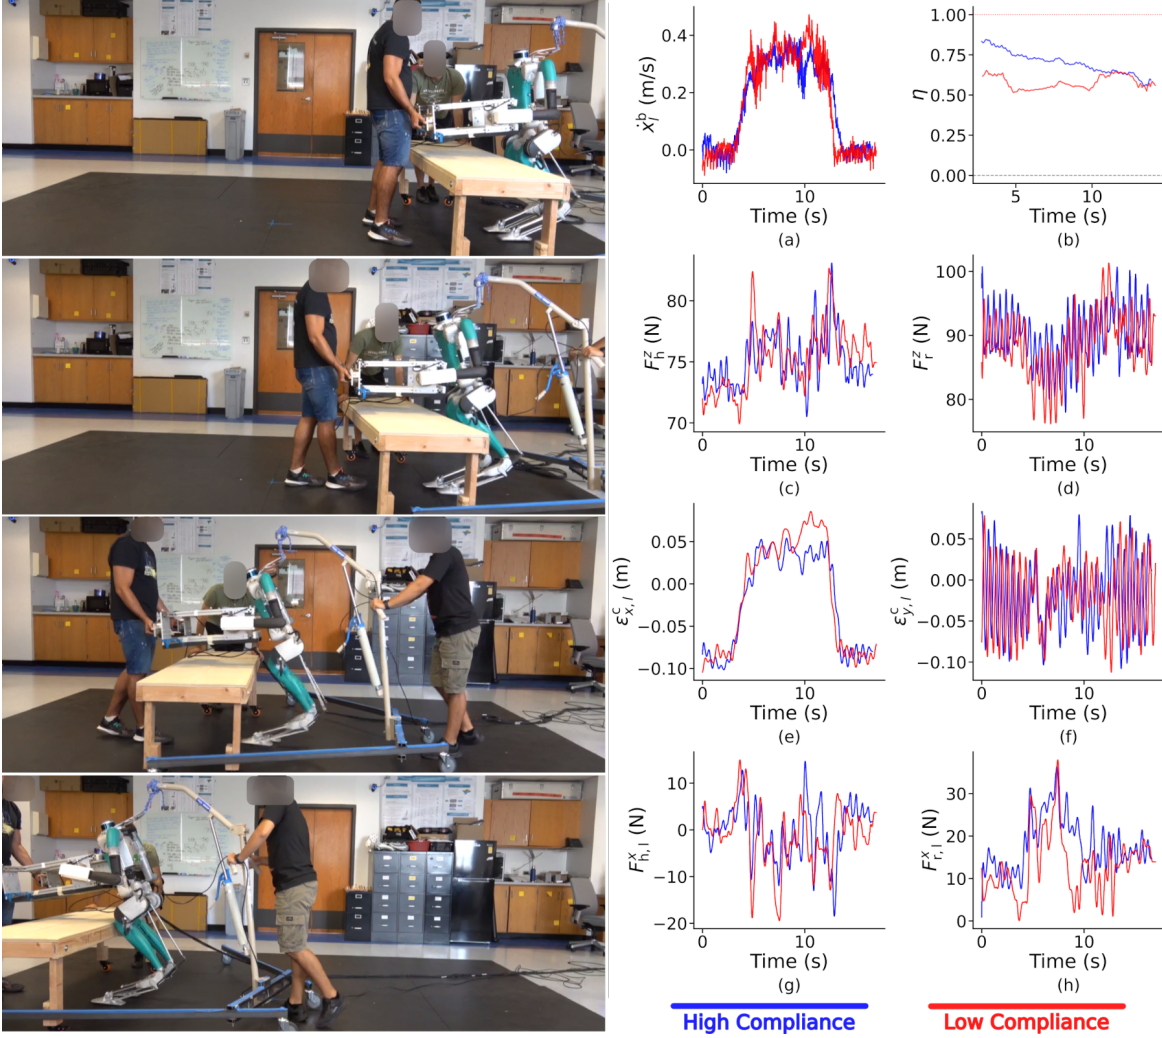 0.4
0.2
0.0
ẋ_l^b (m/s)
0
10
Time (s)
(a)
1.00
0.75
0.50
0.25
0.00
η
5
10
Time (s)
(b)
80
75
70
F_h^z (N)
0
10
Time (s)
(c)
100
90
80
F_r^z (N)
0
10
Time (s)
(d)
0.05
0.00
−0.05
−0.10
ε_{x,l}^c (m)
0
10
Time (s)
(e)
0.05
0.00
−0.05
−0.10
ε_{y,l}^c (m)
0
10
Time (s)
(f)
10
0
−10
−20
F_{h,l}^x (N)
0
10
Time (s)
(g)
30
20
10
0
F_{r,l}^x (N)
0
10
Time (s)
(h)
High Compliance
Low Compliance